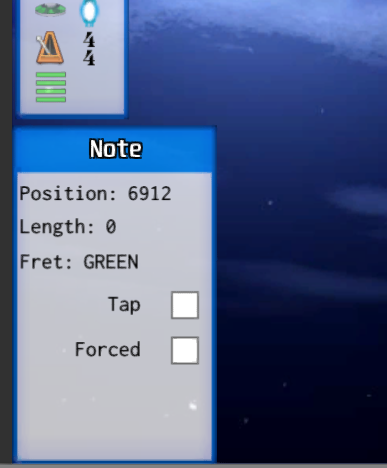 4
4
Note
Position: 6912
Length: 0
Fret: GREEN
Tap
Forced